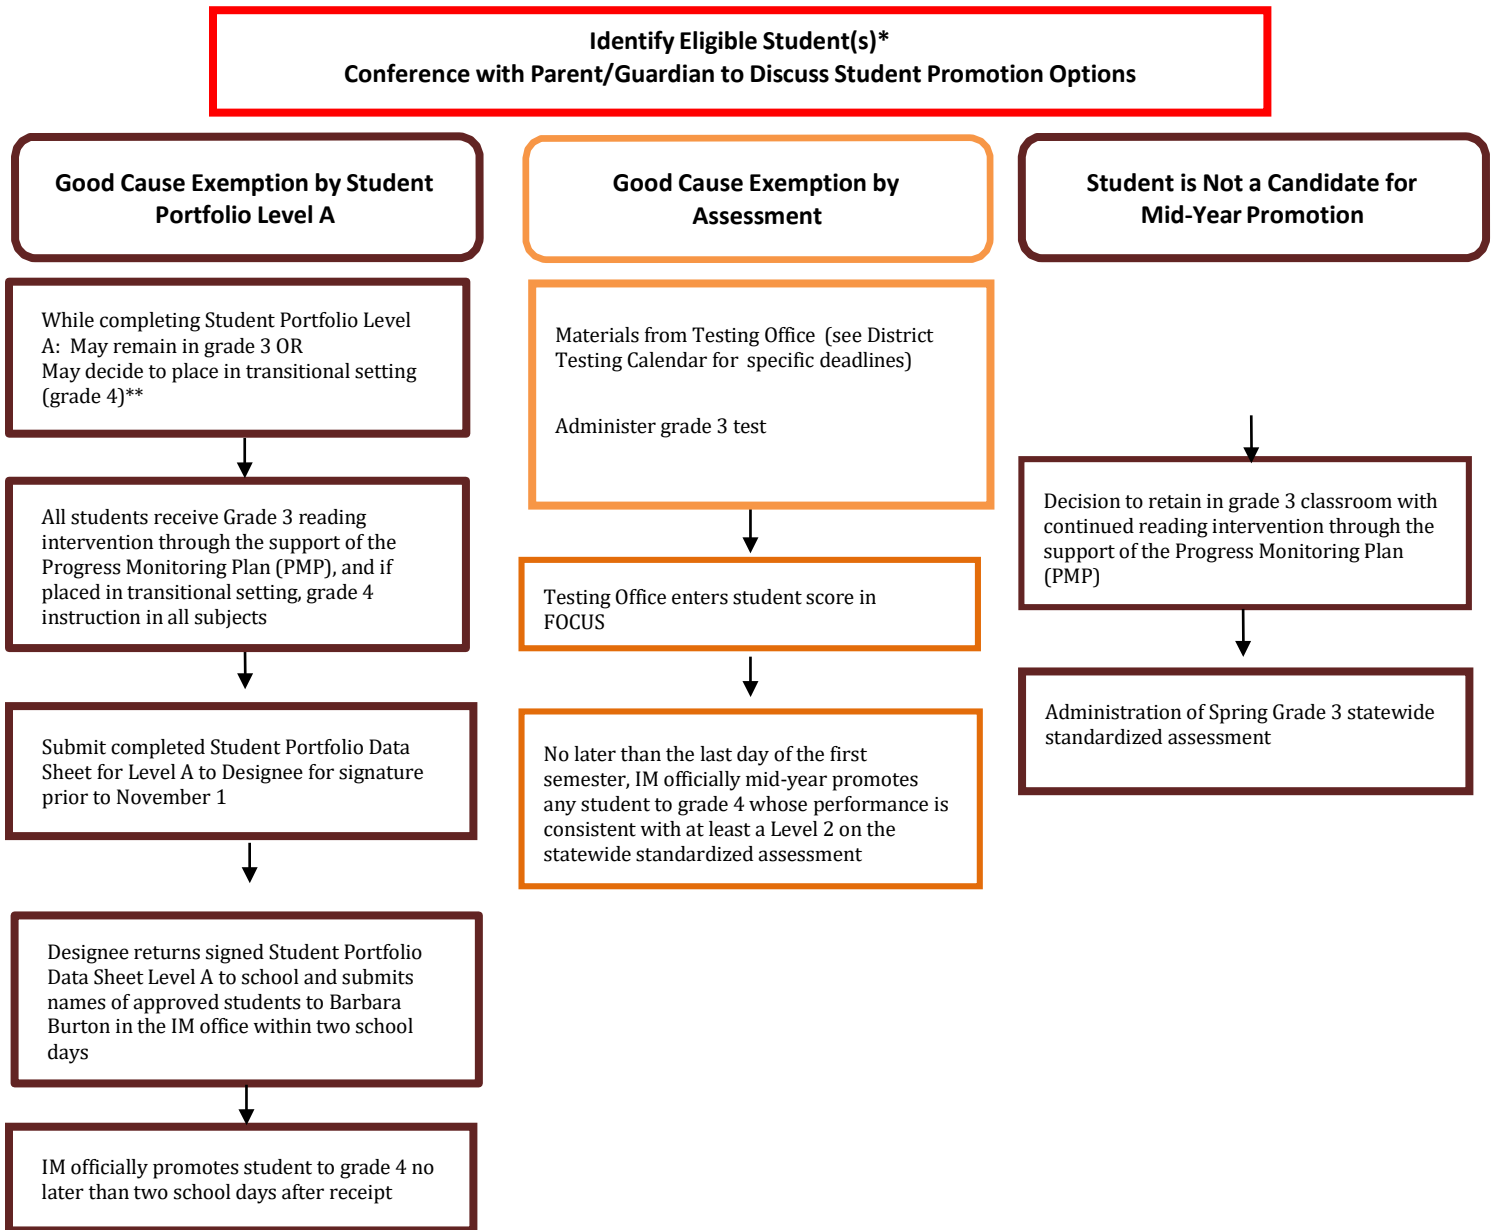 Identify Eligible Student(s)*
Conference with Parent/Guardian to Discuss Student Promotion Options
Good Cause Exemption by Student
Portfolio Level A
While completing Student Portfolio Level
A:  May remain in grade 3 OR
May decide to place in transitional setting
(grade 4)**
All students receive Grade 3 reading
intervention through the support of the
Progress Monitoring Plan (PMP), and if
placed in transitional setting, grade 4
instruction in all subjects
Submit completed Student Portfolio Data
Sheet for Level A to Designee for signature
prior to November 1
Designee returns signed Student Portfolio
Data Sheet Level A to school and submits
names of approved students to Barbara
Burton in the IM office within two school
days
IM officially promotes student to grade 4 no
later than two school days after receipt
Good Cause Exemption by
Assessment
Materials from Testing Office  (see District
Testing Calendar for  specific deadlines)
Administer grade 3 test
Testing Office enters student score in
FOCUS
No later than the last day of the first
semester, IM officially mid-year promotes
any student to grade 4 whose performance is
consistent with at least a Level 2 on the
statewide standardized assessment
Student is Not a Candidate for
Mid-Year Promotion
Decision to retain in grade 3 classroom with
continued reading intervention through the
support of the Progress Monitoring Plan
(PMP)
Administration of Spring Grade 3 statewide
standardized assessment